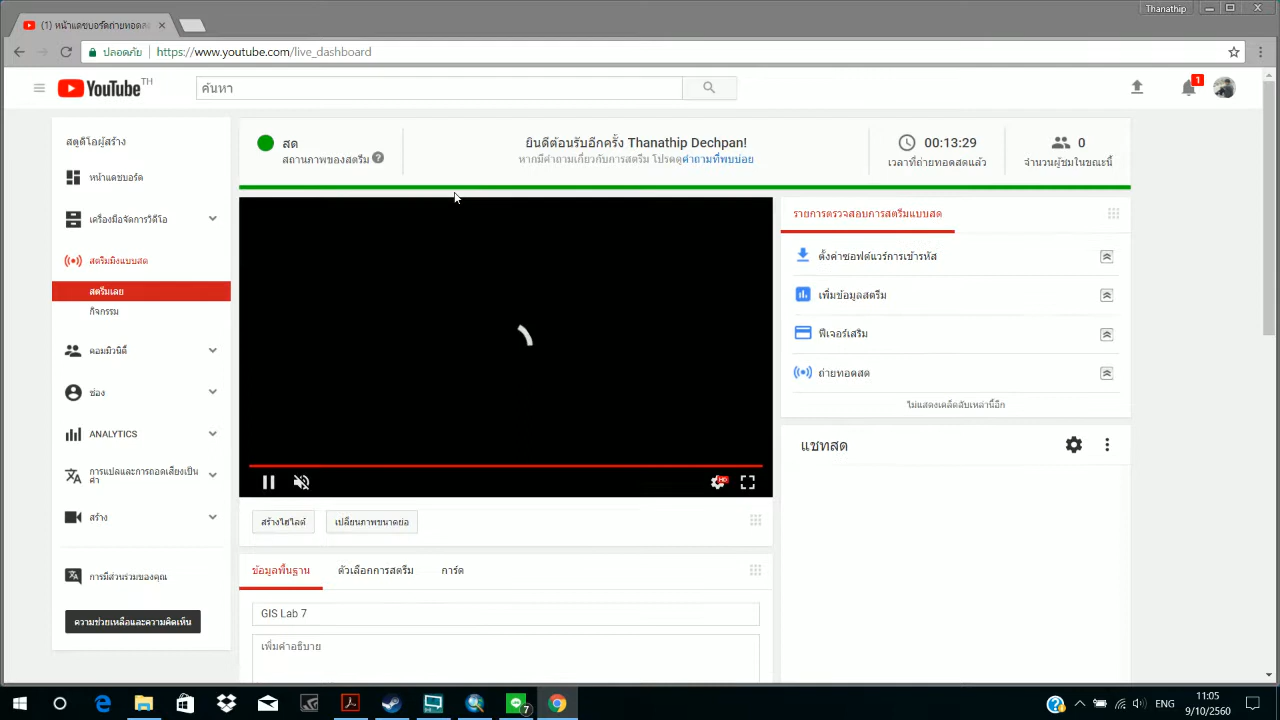 Thanathip
(1) หน้าแดชบอร์ดถ่ายทอดส
ปลอดภัย
https://www.youtube.com/live_dashboard
YouTube TH
ค้นหา
1
สตูดิโอผู้สร้าง
หน้าแดชบอร์ด
เครื่องมือจัดการวิดีโอ
สตรีมมิงแบบสด
สตรีมเลย
กิจกรรม
คอมมิวนิตี้
ช่อง
ANALYTICS
การแปลและการถอดเสียงเป็น
คำ
สร้าง
การมีส่วนร่วมของคุณ
ความช่วยเหลือและความคิดเห็น
สด
สถานภาพของสตรีม ?
ยินดีต้อนรับอีกครั้ง Thanathip Dechpan!
หากมีคำถามเกี่ยวกับการสตรีม โปรดดูคำถามที่พบบ่อย
00:13:29
เวลาที่ถ่ายทอดสดแล้ว
0
จำนวนผู้ชมในขณะนี้
HD
สร้างไฮไลต์
เปลี่ยนภาพขนาดย่อ
ข้อมูลพื้นฐาน
ตัวเลือกการสตรีม
การ์ด
GIS Lab 7
เพิ่มคำอธิบาย
รายการตรวจสอบการสตรีมแบบสด
ตั้งค่าซอฟต์แวร์การเข้ารหัส
เพิ่มข้อมูลสตรีม
ฟีเจอร์เสริม
ถ่ายทอดสด
ไม่แสดงเคล็ดลับเหล่านี้อีก
แชทสด
7
ENG
11:05
9/10/2560